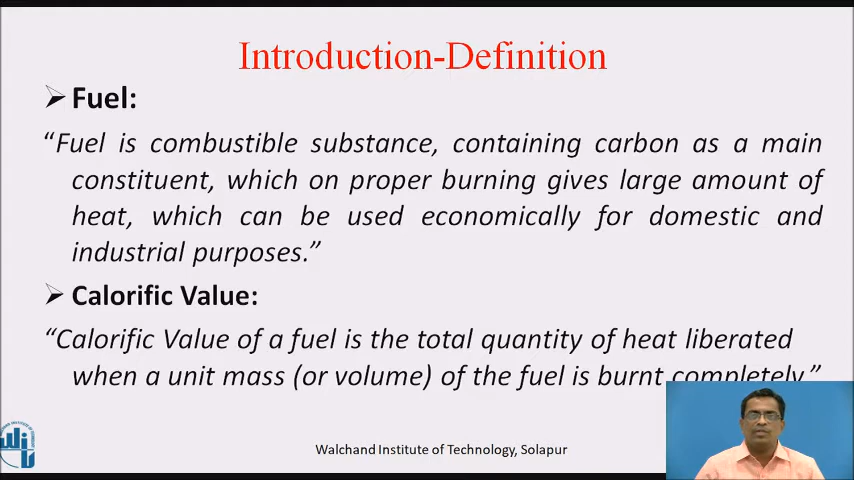 Introduction-Definition
➢ Fuel:
“Fuel is combustible substance, containing carbon as a main
constituent, which on proper burning gives large amount of
heat, which can be used economically for domestic and
industrial purposes.”
➢ Calorific Value:
“Calorific Value of a fuel is the total quantity of heat liberated
when a unit mass (or volume) of the fuel is burnt completely.”
Walchand Institute of Technology, Solapur